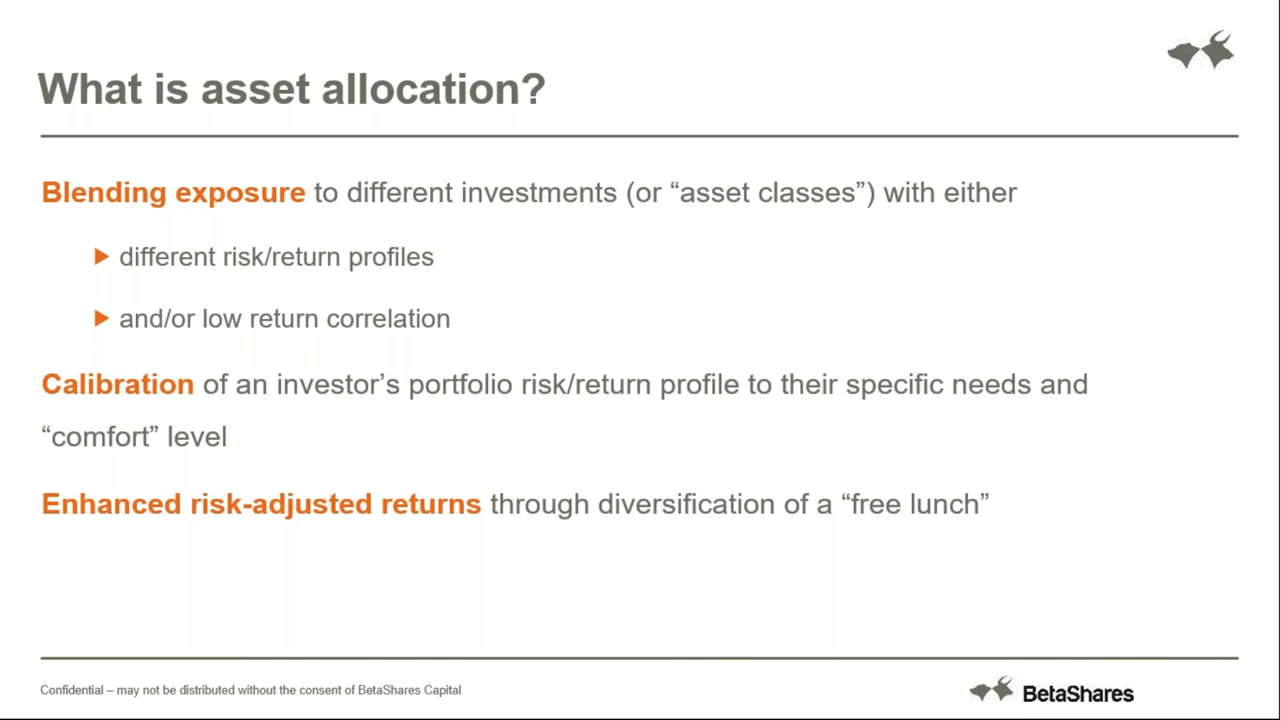 What is asset allocation?
Blending exposure to different investments (or “asset classes”) with either
different risk/return profiles
and/or low return correlation
Calibration of an investor’s portfolio risk/return profile to their specific needs and
“comfort” level
Enhanced risk-adjusted returns through diversification of a “free lunch”
Confidential – may not be distributed without the consent of BetaShares Capital
BetaShares